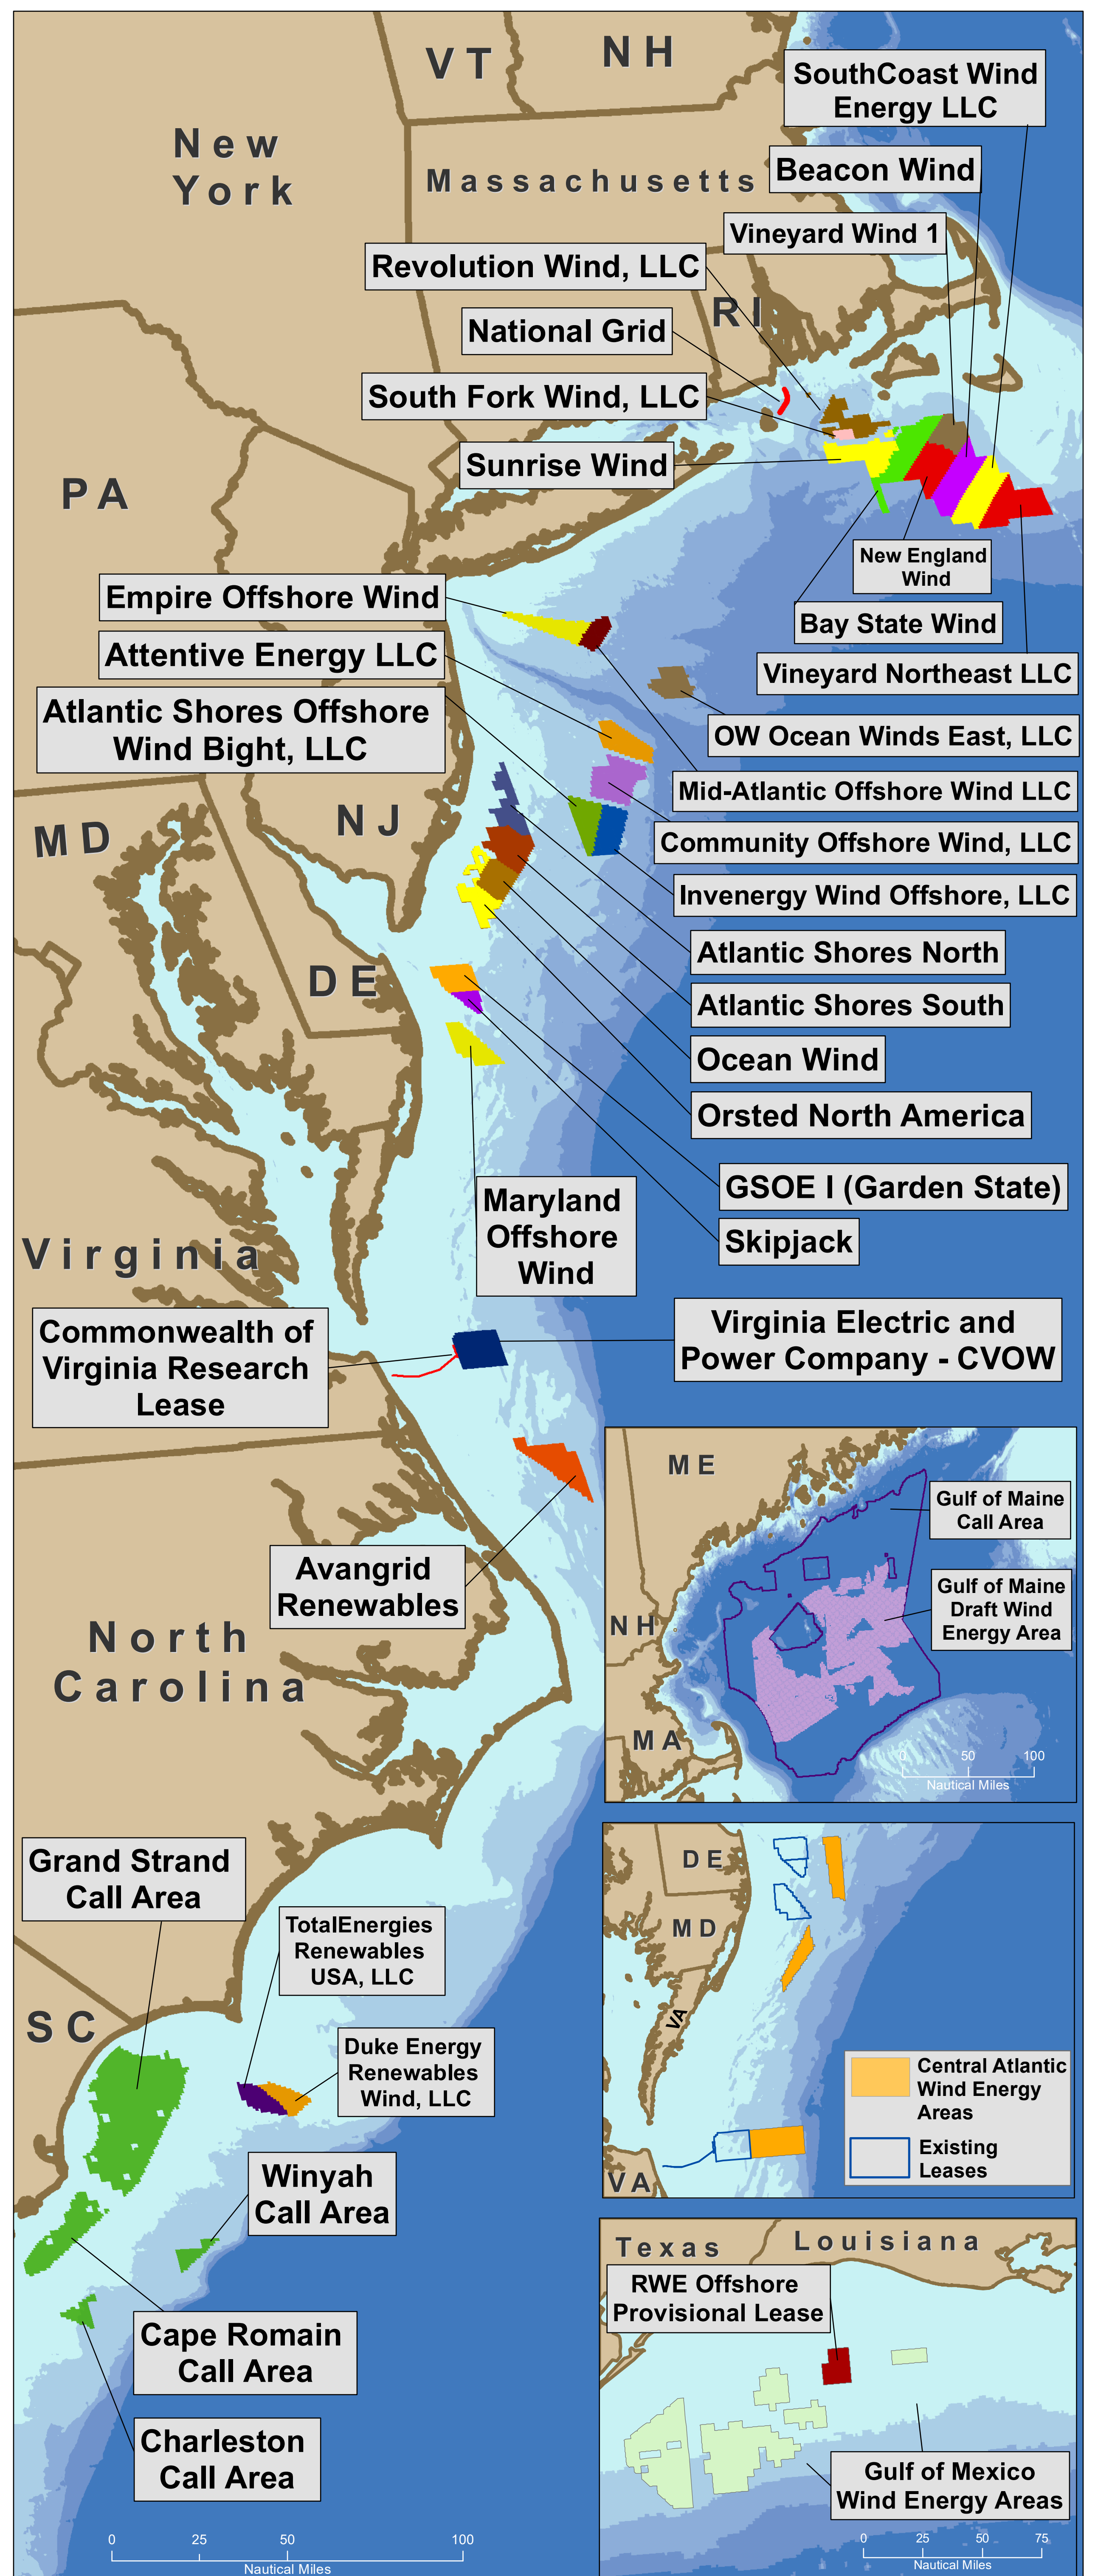 VT
NH
SouthCoast Wind
Energy LLC
New
York
Massachusetts
Beacon Wind
Vineyard Wind 1
Revolution Wind, LLC
RI
National Grid
South Fork Wind, LLC
Sunrise Wind
PA
New England
Wind
Empire Offshore Wind
Bay State Wind
Attentive Energy LLC
Vineyard Northeast LLC
Atlantic Shores Offshore
Wind Bight, LLC
OW Ocean Winds East, LLC
Mid-Atlantic Offshore Wind LLC
NJ
MD
Community Offshore Wind, LLC
Invenergy Wind Offshore, LLC
Atlantic Shores North
DE
Atlantic Shores South
Ocean Wind
Orsted North America
GSOE I (Garden State)
Maryland
Offshore
Wind
Skipjack
Virginia
Commonwealth of
Virginia Research
Lease
Virginia Electric and
Power Company - CVOW
ME
Gulf of Maine
Call Area
Avangrid
Renewables
Gulf of Maine
Draft Wind
Energy Area
NH
North
Carolina
MA
0 50 100
Nautical Miles
Grand Strand
Call Area
DE
TotalEnergies
Renewables
USA, LLC
MD
SC
VA
Duke Energy
Renewables
Wind, LLC
Central Atlantic
Wind Energy
Areas
Existing
Leases
VA
Winyah
Call Area
Texas
Louisiana
RWE Offshore
Provisional Lease
Cape Romain
Call Area
Charleston
Call Area
Gulf of Mexico
Wind Energy Areas
0 25 50 100
Nautical Miles
0 25 50 75
Nautical Miles